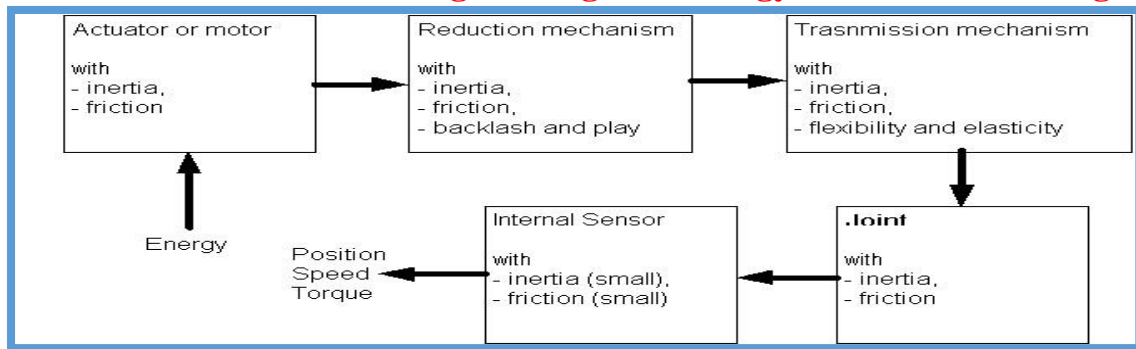 Actuator or motor
with
- inertia,
- friction
Reduction mechanism
with
- inertia,
- friction,
- backlash and play
Trasnmission mechanism
with
- inertia,
- friction,
- flexibility and elasticity
Energy
Position
Speed
Torque
Internal Sensor
with
- inertia (small),
- friction (small)
Joint
with
- inertia,
- friction